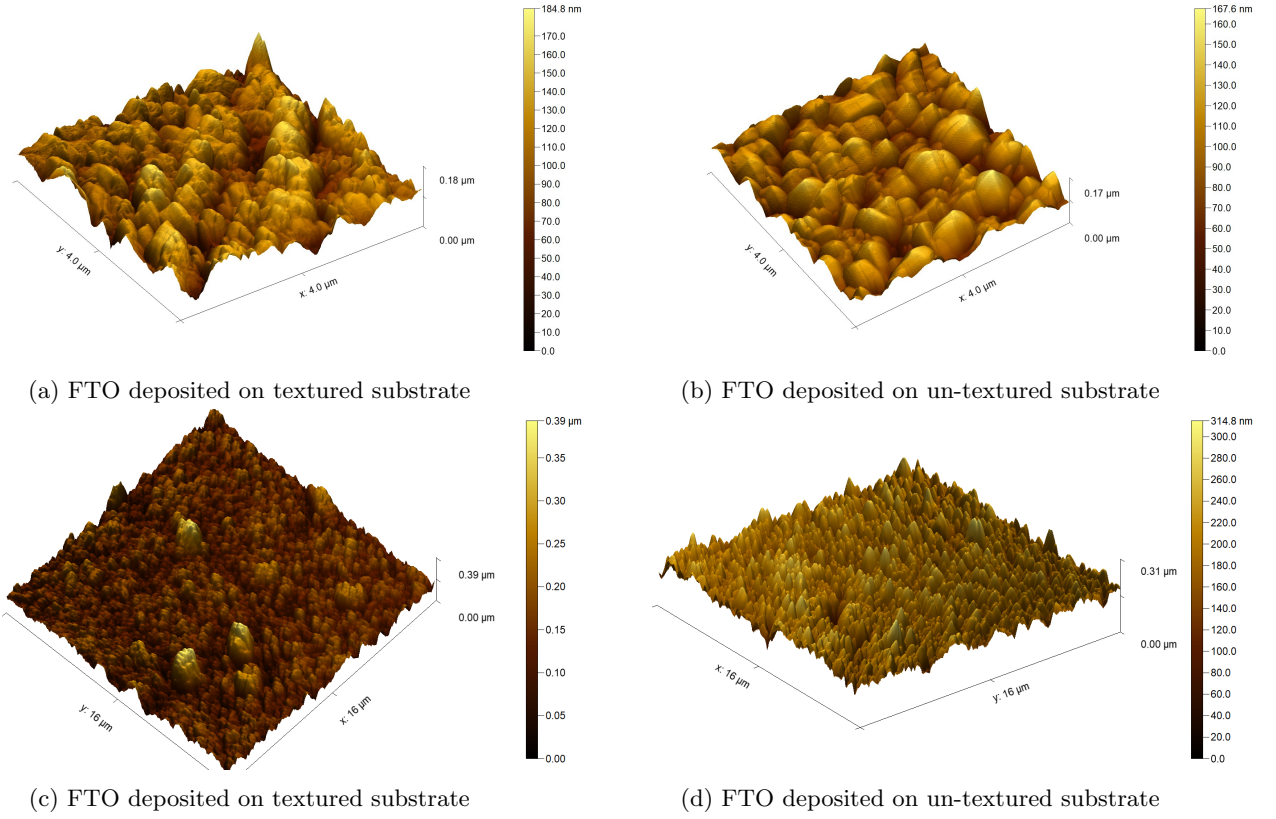 184.8 nm
170.0
160.0
150.0
140.0
130.0
120.0
110.0
100.0
90.0
80.0
70.0
60.0
50.0
40.0
30.0
20.0
10.0
0.0
0.18 µm
0.00 µm
y: 4.0 µm
x: 4.0 µm
(a) FTO deposited on textured substrate
167.6 nm
160.0
150.0
140.0
130.0
120.0
110.0
100.0
90.0
80.0
70.0
60.0
50.0
40.0
30.0
20.0
10.0
0.0
0.17 µm
0.00 µm
y: 4.0 µm
x: 4.0 µm
(b) FTO deposited on un-textured substrate
0.39 µm
0.35
0.30
0.25
0.20
0.15
0.10
0.05
0.00
0.39 µm
0.00 µm
y: 16 µm
x: 16 µm
(c) FTO deposited on textured substrate
314.8 nm
300.0
280.0
260.0
240.0
220.0
200.0
180.0
160.0
140.0
120.0
100.0
80.0
60.0
40.0
20.0
0.0
0.31 µm
0.00 µm
x: 16 µm
y: 16 µm
(d) FTO deposited on un-textured substrate